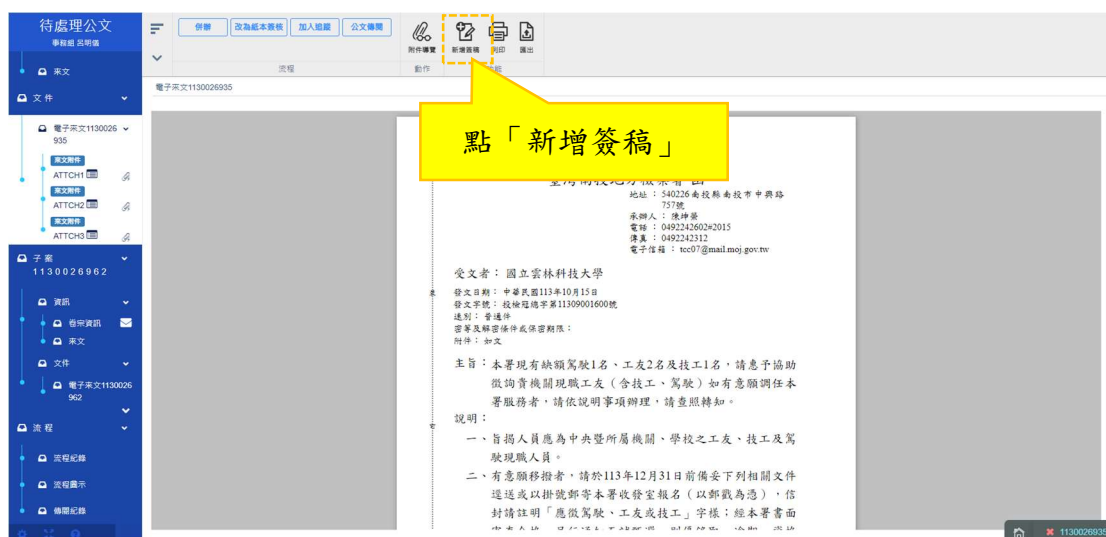 待處理公文
事務組 呂明儒
來文
文件
電子來文1130026
935
來文附件
ATTCH1
來文附件
ATTCH2
來文附件
ATTCH3
子案
1130026962
資訊
卷宗資訊
來文
文件
電子來文1130026
962
流程
流程紀錄
流程圖示
傳閱紀錄
併辦
改為紙本簽核
加入追蹤
公文傳閱
流程
附件導覽
動作
新增簽稿
列印
匯出
功能
電子來文1130026935
點「新增簽稿」
臺灣南投地方檢察署 函
地址：540226南投縣南投市中興路
757號
承辦人：陳坤螢
電話：0492242602#2015
傳真：0492242312
電子信箱：tcc07@mail.moj.gov.tw
受文者：國立雲林科技大學
發文日期：中華民國113年10月15日
發文字號：投檢冠總字第11309001600號
速別：普通件
密等及解密條件或保密期限：
附件：如文
主旨：本署現有缺額駕駛1名、工友2名及技工1名，請惠予協助
徵詢貴機關現職工友（含技工、駕駛）如有意願調任本
署服務者，請依說明事項辦理，請查照轉知。
說明：
一、旨揭人員應為中央暨所屬機關、學校之工友、技工及駕
駛現職人員。
二、有意願移撥者，請於113年12月31日前備妥下列相關文件
逕送或以掛號郵寄本署收發室報名（以郵戳為憑），信
封請註明「應徵駕駛、工友或技工」字樣；經本署書面
1130026935